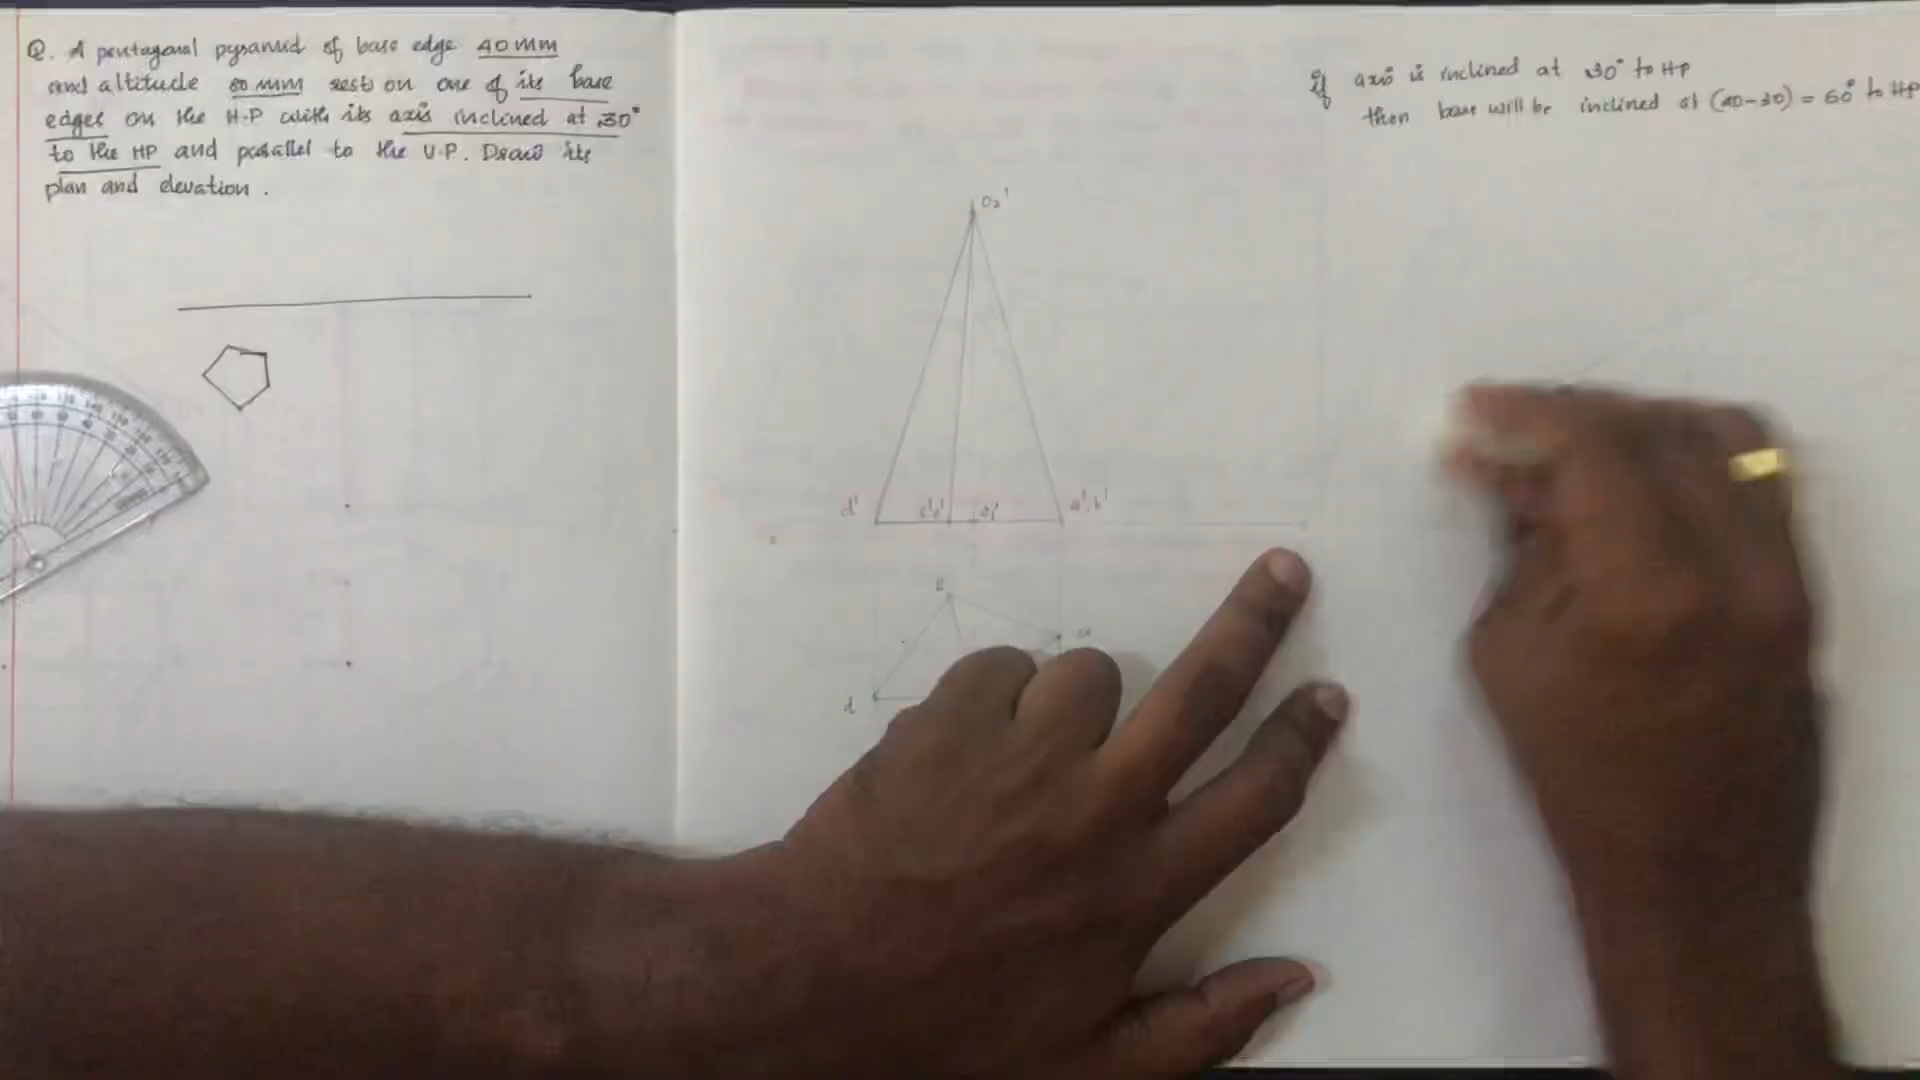 Q. A pentagonal pyramid of base edge 40 mm
and altitude 80 mm rests on one of its base
edges on the H.P with its axis inclined at 30°
to the HP and parallel to the V.P. Draw its
plan and elevation.
if axis is inclined at 30° to HP
then base will be inclined at (90-30) = 60° to HP
O2'
d' c'e' O1' a',b'
x
e
a
d